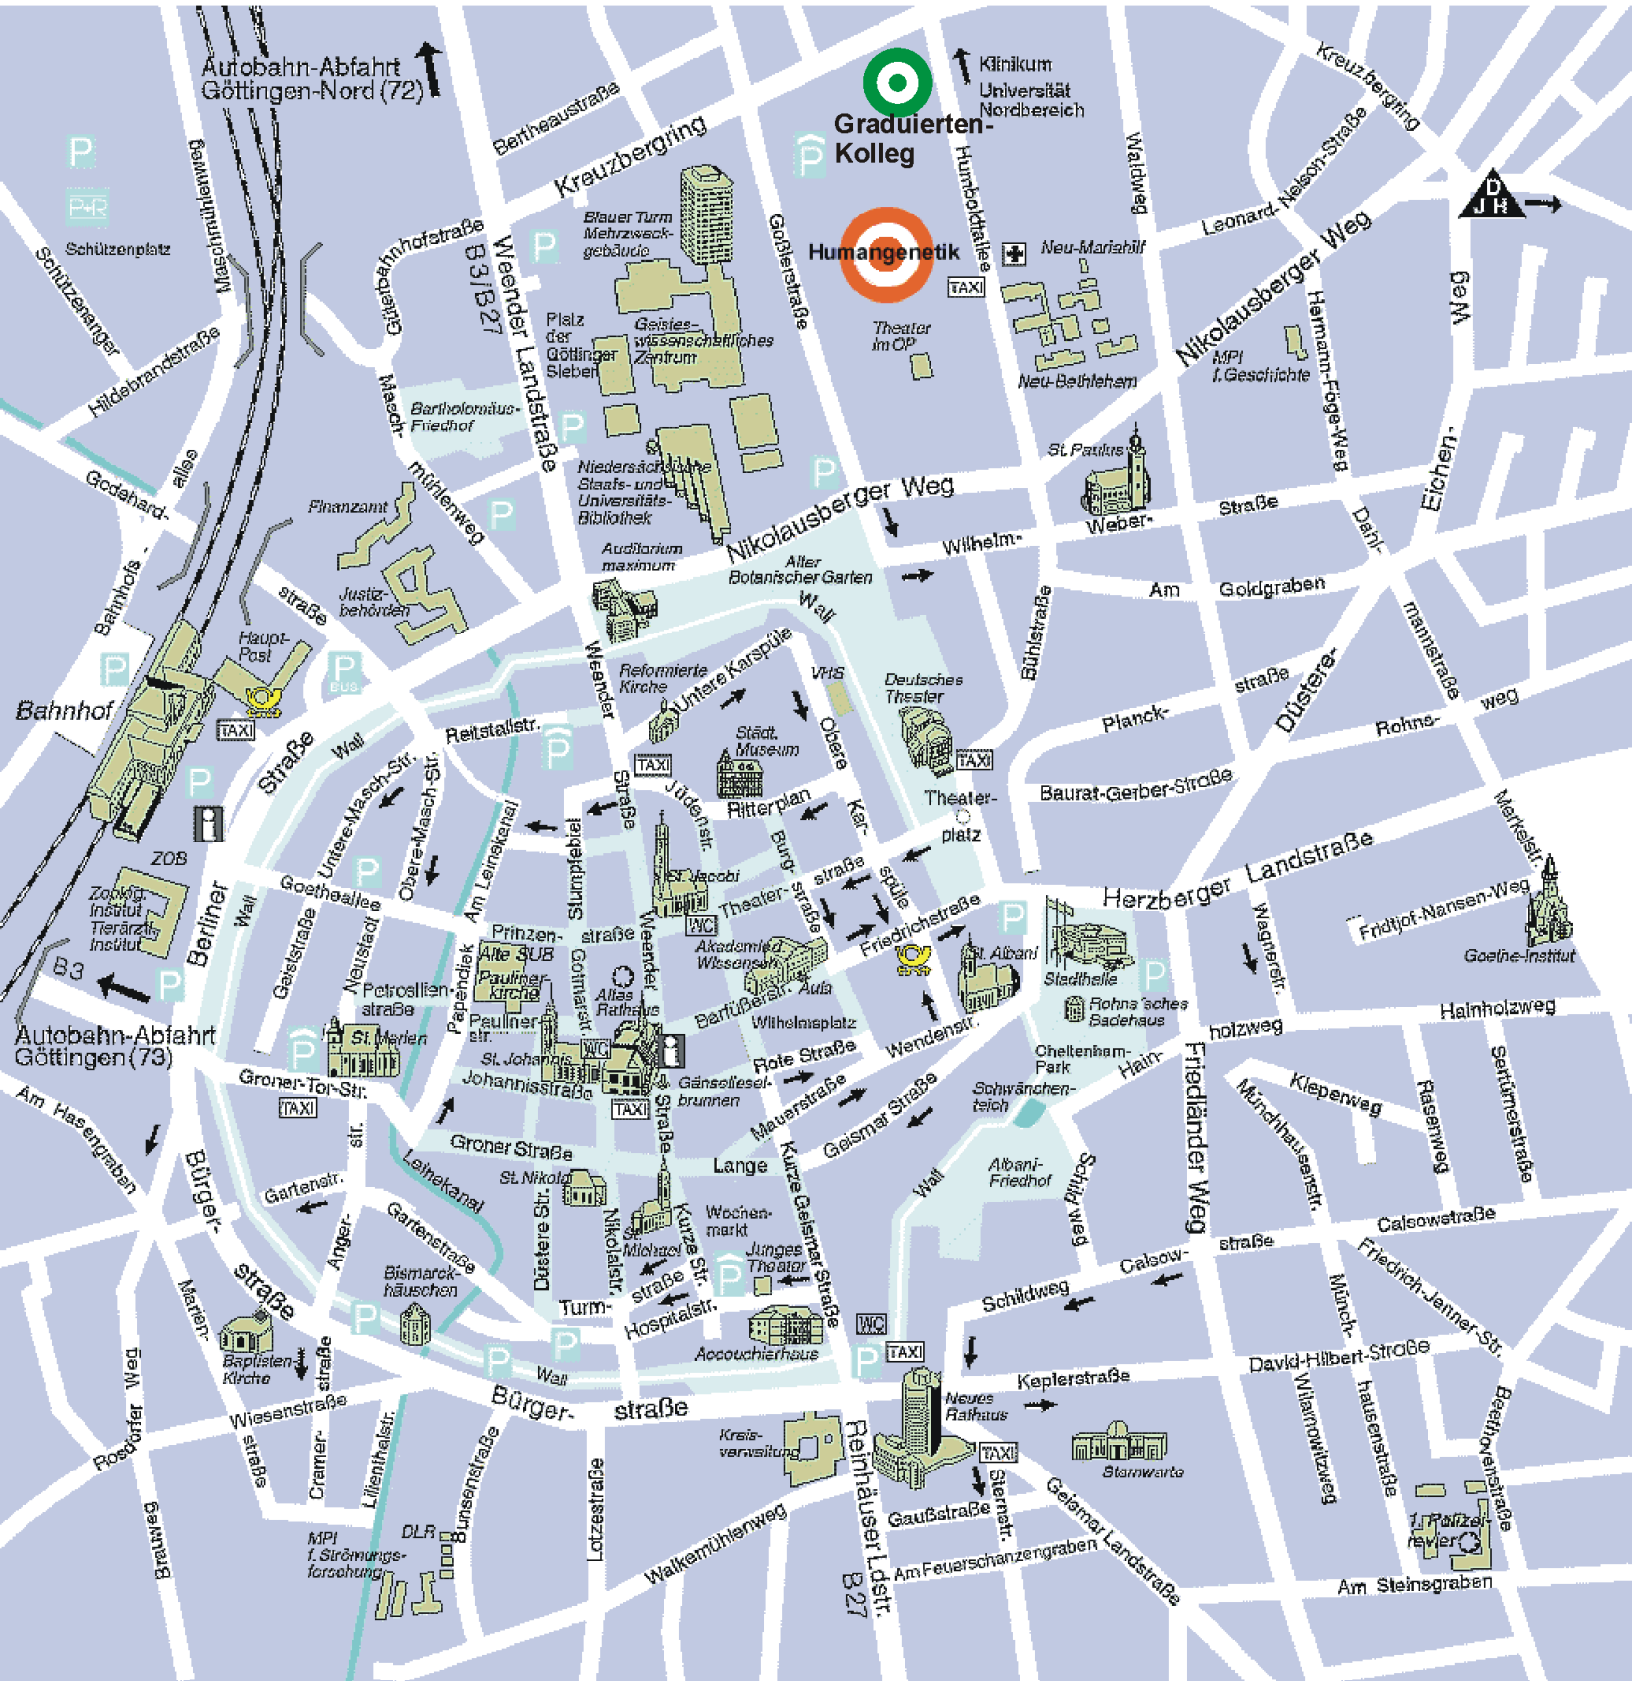 Autobahn-Abfahrt
Göttingen-Nord (72)
Klinikum
Universität
Nordbereich
Graduierten-
Kolleg
Humangenetik
Kreuzbergring
Bertheaustraße
Kreuzbergring
Maschmühlenweg
P
P+R
Schützenplatz
Schützenanger
Hildebrandstraße
Güterbahnhofstraße
B3/B27
Weender Landstraße
P
Blauer Turm
Mehrzweck-
gebäude
Goßlerstraße
Humboldtallee
Waldweg
Leonard-Nelson-Straße
D
JH
Neu-Mariahilf
TAXI
Nikolausberger Weg
Platz
der
Göttinger
Sieben
Geistes-
wissenschaftliches
Zentrum
Theater
im OP
Neu-Bethlehem
MPI
f. Geschichte
Hermann-Föge-Weg
Eichen-
Weg
Masch-
mühlenweg
Bartholomäus-
Friedhof
P
Niedersächsische
Staats- und
Universitäts-
Bibliothek
P
St. Paulus
Godehard-
straße
Bahnhofs-
allee
Finanzamt
P
Nikolausberger Weg
Wilhelm-
Weber-
Straße
Auditorium
maximum
Alter
Botanischer Garten
Wall
Am
Goldgraben
Dahl-
mannstraße
Justiz-
behörden
Haupt-
Post
P
BUS
P
Bahnhof
TAXI
Weender
Straße
Reformierte
Kirche
Untere Karspüle
VHS
Deutsches
Theater
Bühlstraße
Planck-
straße
Düstere-
Rohns-
weg
Reitstallstr.
P
TAXI
Städt.
Museum
Obere
Kar-
spüle
TAXI
Baurat-Gerber-Straße
Theater-
platz
Merkelstr.
Berliner
Straße
Wall
Untere-Masch-Str.
Obere-Masch-Str.
P
ZOB
Am Leinekanal
Stumpfebiel
Jüdenstr.
Ritterplan
Burg-
straße
Theater-
straße
St. Jacobi
WC
Herzberger Landstraße
Goetheallee
P
Zoolog.
Institut
Tierärztl.
Institut
Wall
Geiststraße
Neustadt
Prinzen-
straße
Alte SUB
Pauliner-
kirche
Gotmarstr.
Weender
Straße
Akademie d.
Wissensch.
Aula
Friedrichstraße
St. Albani
P
Stadthalle
P
Rohns'sches
Badehaus
Wagnerstr.
Fridtjof-Nansen-Weg
Goethe-Institut
B3
P
Autobahn-Abfahrt
Göttingen (73)
Petrosilien-
straße
Papendiek
Pauliner-
str.
Altes
Rathaus
Barfüßerstr.
Wilhelmsplatz
Wendenstr.
Hain-
holzweg
Hainholzweg
P
St. Marien
St. Johannis
WC
Rote Straße
Cheltenham-
Park
Groner-Tor-Str.
TAXI
Johannisstraße
TAXI
Gänseliesel-
brunnen
Mauerstraße
Geismar Straße
Schwänchen-
teich
Friedländer Weg
Klepenweg
Münchhausenstr.
Rasenweg
Sertürnerstraße
Am Hasengraben
Groner Straße
Lange
Kurze Geismar Straße
Leinekanal
Bürger-
straße
Gartenstr.
Anger-
str.
Gartenstraße
St. Nikolai
Düstere Str.
Nikolaistr.
St.
Michael
Kurze Str.
Wochen-
markt
Junges
Theater
P
Wall
Albani-
Friedhof
Schildweg
Calsow-
straße
Calsowstraße
Friedrich-Jenner-Str.
Bismarck-
häuschen
P
Turm-
straße
Hospitalstr.
Accouchierhaus
WC
Schildweg
TAXI
Marien-
straße
Baptisten-
Kirche
Cramer-
straße
P
P
Wall
P
Bürger-
straße
Keplerstraße
David-Hilbert-Straße
Münch-
hausenstraße
Wilamowitzweg
Beethovenstraße
Rosdorfer Weg
Wiesenstraße
Lilienthalstr.
Bunsenstraße
Lotzestraße
Kreis-
verwaltung
Neues
Rathaus
TAXI
Sternwarte
Brauweg
MPI
f. Strömungs-
forschung
DLR
Walkemühlenweg
Reinhäuser Ldstr.
B27
Gaußstraße
Sternstr.
Geismar Landstraße
Am Feuerschanzengraben
1. Polizei-
revier
Am Steinsgraben